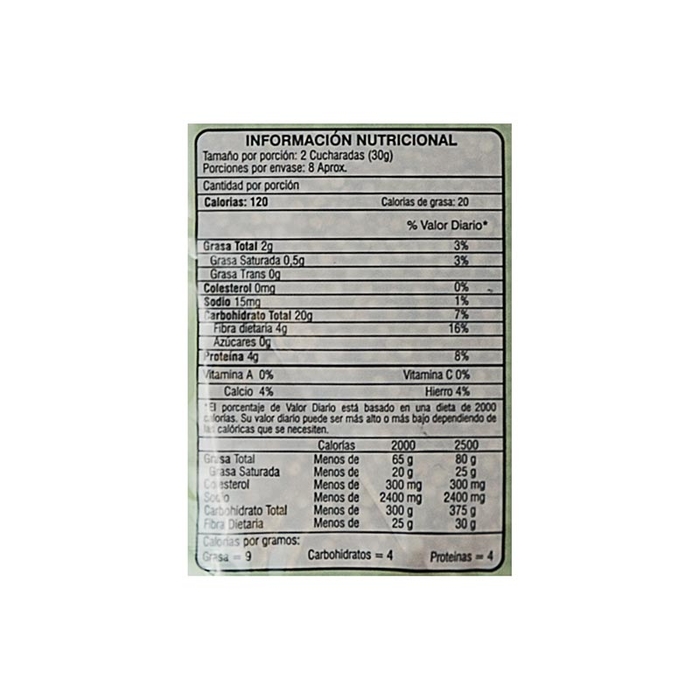 INFORMACIÓN NUTRICIONAL
Tamaño por porción: 2 Cucharadas (30g)
Porciones por envase: 8 Aprox.
Cantidad por porción
Calorías: 120 Calorías de grasa: 20
% Valor Diario*
Grasa Total 2g 3%
Grasa Saturada 0,5g 3%
Grasa Trans 0g
Colesterol 0mg 0%
Sodio 15mg 1%
Carbohidrato Total 20g 7%
Fibra dietaria 4g 16%
Azúcares 0g
Proteína 4g 8%
Vitamina A 0% Vitamina C 0%
Calcio 4% Hierro 4%
*El porcentaje de Valor Diario está basado en una dieta de 2000
calorías. Su valor diario puede ser más alto o más bajo dependiendo de
las calóricas que se necesiten.
Calorías 2000 2500
Grasa Total Menos de 65 g 80 g
Grasa Saturada Menos de 20 g 25 g
Colesterol Menos de 300 mg 300 mg
Sodio Menos de 2400 mg 2400 mg
Carbohidrato Total Menos de 300 g 375 g
Fibra Dietaria Menos de 25 g 30 g
Calorías por gramos:
Grasa = 9 Carbohidratos = 4 Proteínas = 4